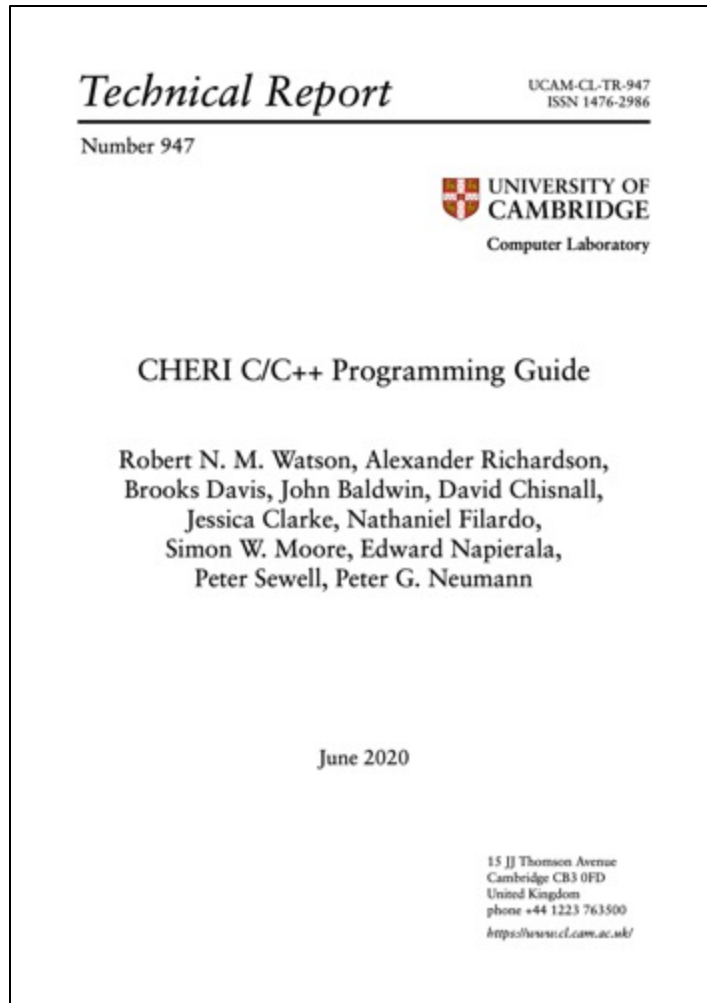 Technical Report
UCAM-CL-TR-947
ISSN 1476-2986
Number 947
UNIVERSITY OF
CAMBRIDGE
Computer Laboratory
CHERI C/C++ Programming Guide
Robert N. M. Watson, Alexander Richardson,
Brooks Davis, John Baldwin, David Chisnall,
Jessica Clarke, Nathaniel Filardo,
Simon W. Moore, Edward Napierala,
Peter Sewell, Peter G. Neumann
June 2020
15 JJ Thomson Avenue
Cambridge CB3 0FD
United Kingdom
phone +44 1223 763500
https://www.cl.cam.ac.uk/